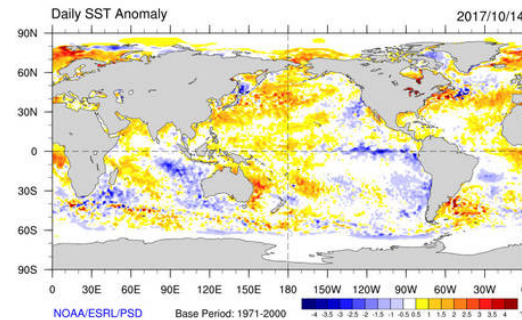 Daily SST Anomaly 2017/10/14
90N
60N
30N
0
30S
60S
90S
0 30E 60E 90E 120E 150E 180 150W 120W 90W 60W 30W 0
NOAA/ESRL/PSD Base Period: 1971-2000
-4 -3.5 -3 -2.5 -2 -1.5 -1 -0.5 0.5 1 1.5 2 2.5 3 3.5 4